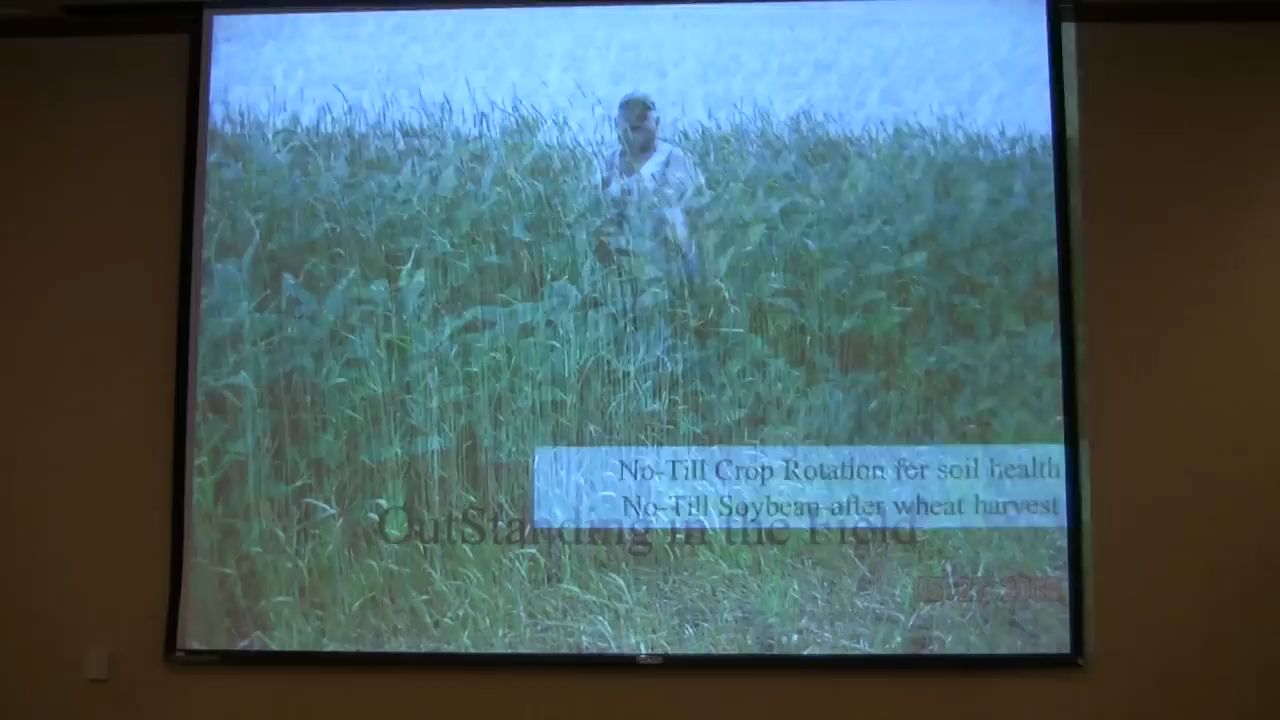 No-Till Crop Rotation for soil health
No-Till Soybean after wheat harvest
OutStanding in the Field